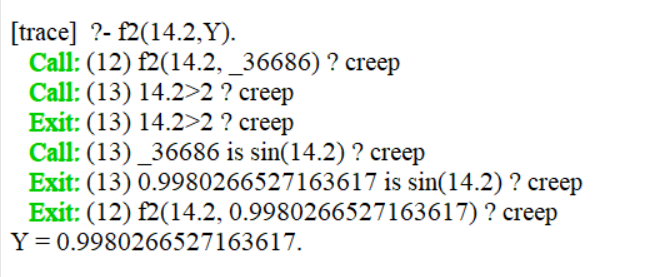 [trace]  ?- f2(14.2,Y).
Call: (12) f2(14.2, _36686) ? creep
Call: (13) 14.2>2 ? creep
Exit: (13) 14.2>2 ? creep
Call: (13) _36686 is sin(14.2) ? creep
Exit: (13) 0.9980266527163617 is sin(14.2) ? creep
Exit: (12) f2(14.2, 0.9980266527163617) ? creep
Y = 0.9980266527163617.